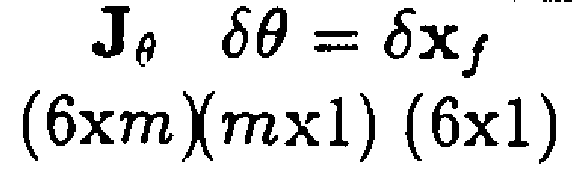 J_θ δθ = δx_f
(6xm)(mx1) (6x1)